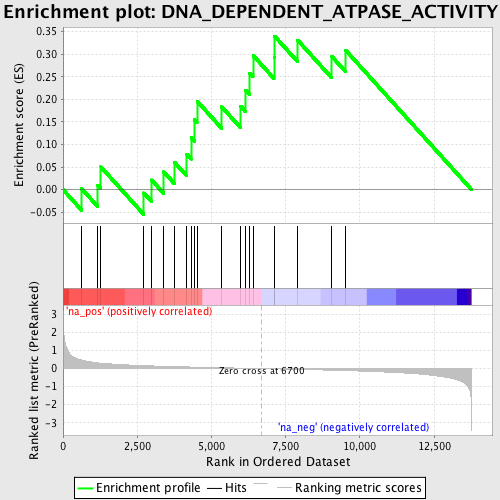 Enrichment plot: DNA_DEPENDENT_ATPASE_ACTIVITY
Enrichment score (ES)
0.35
0.30
0.25
0.20
0.15
0.10
0.05
0.00
-0.05
'na_pos' (positively correlated)
Ranked list metric (PreRanked)
3
2
1
0
-1
-2
-3
Zero cross at 6700
'na_neg' (negatively correlated)
0 2,500 5,000 7,500 10,000 12,500
Rank in Ordered Dataset
Enrichment profile Hits Ranking metric scores